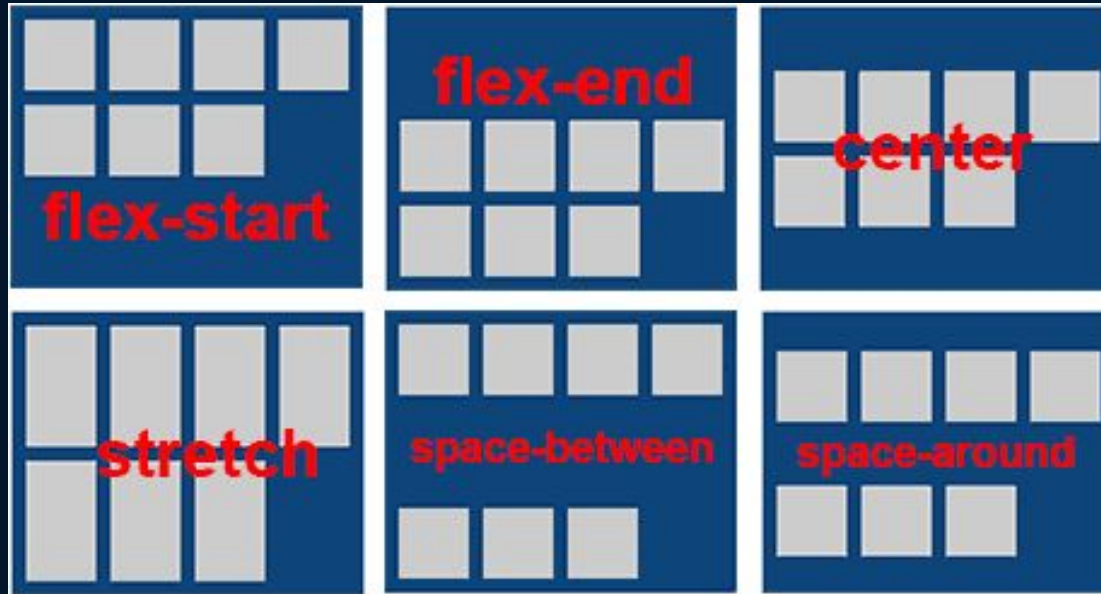 flex-start
flex-end
center
stretch
space-between
space-around